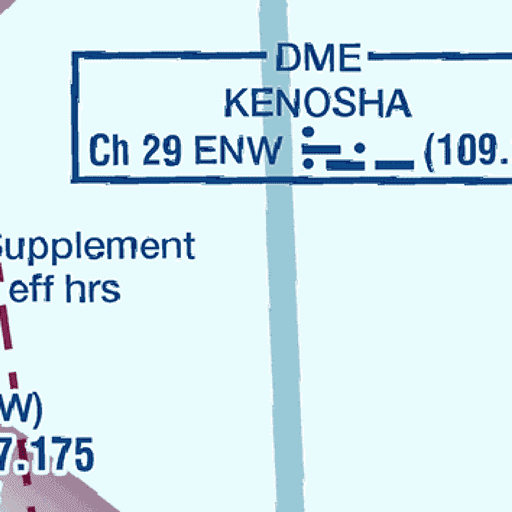 DME
KENOSHA
Ch 29 ENW (109.
Supplement
eff hrs
W)
7.175